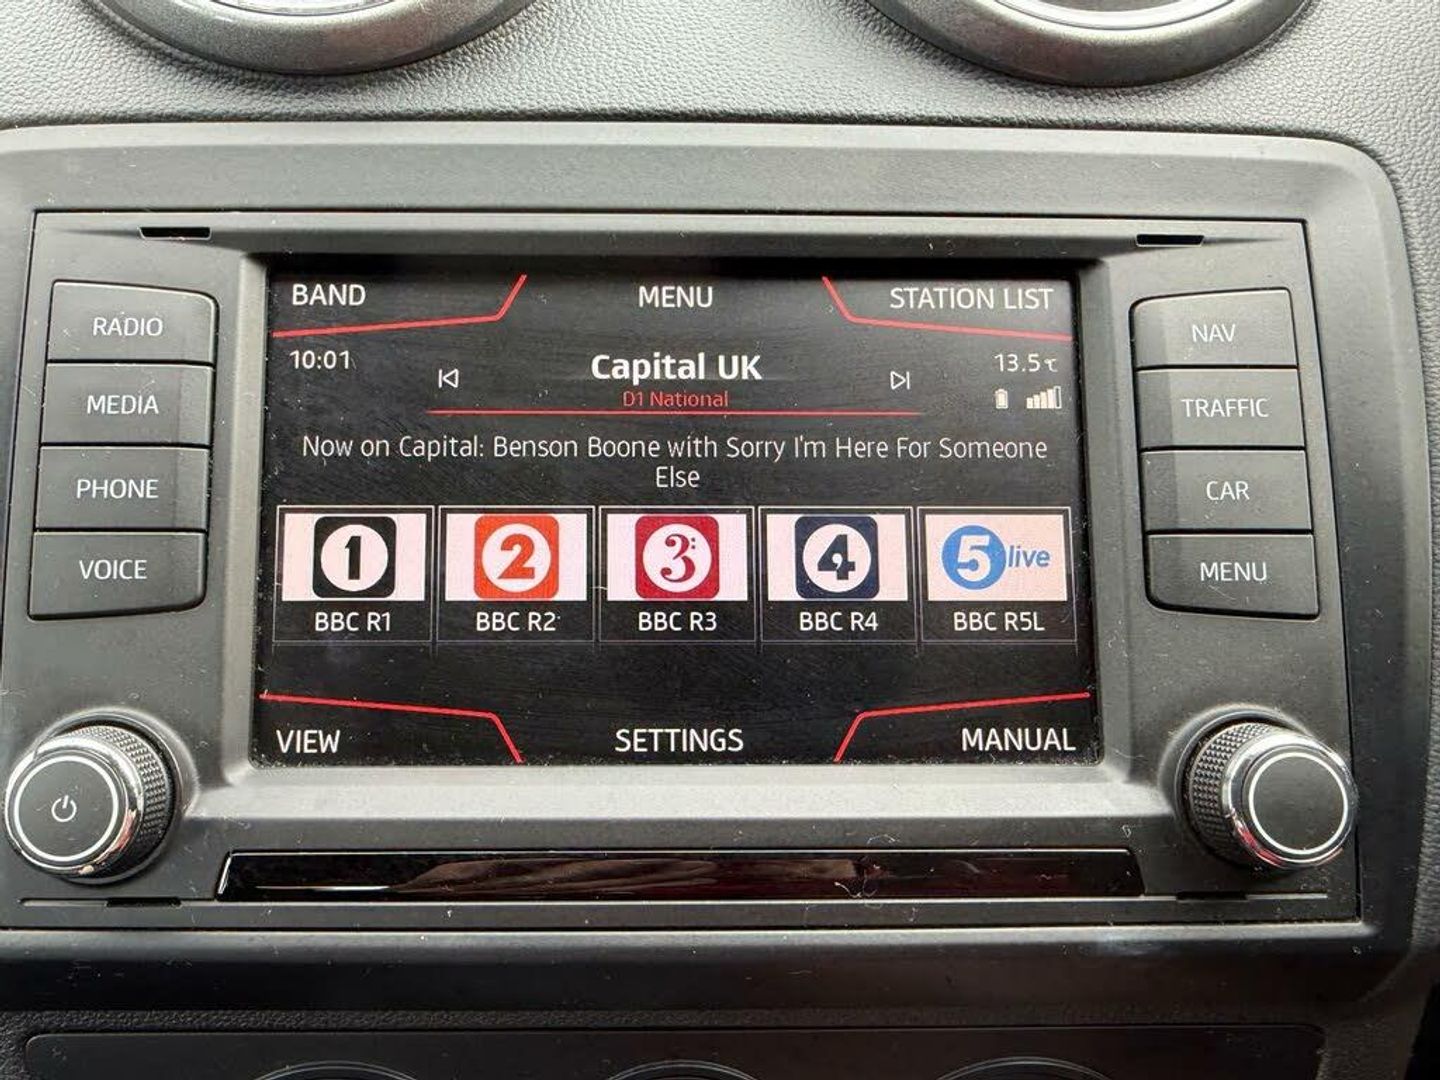 BAND MENU STATION LIST
RADIO
MEDIA
PHONE
VOICE
10:01
Capital UK
D1 National
13.5°C
Now on Capital: Benson Boone with Sorry I'm Here For Someone
Else
1 2 3 4 5 live
BBC R1 BBC R2 BBC R3 BBC R4 BBC R5L
VIEW SETTINGS MANUAL
NAV
TRAFFIC
CAR
MENU